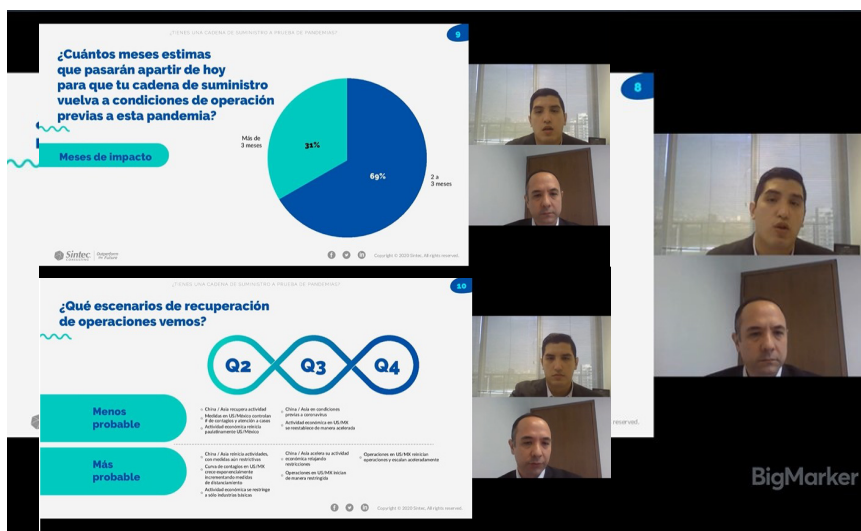 ¿TIENES UNA CADENA DE SUMINISTRO A PRUEBA DE PANDEMIAS?
9
¿Cuántos meses estimas
que pasarán apartir de hoy
para que tu cadena de suministro
vuelva a condiciones de operación
previas a esta pandemia?
Meses de impacto
Más de
3 meses
31%
69%
2 a
3 meses
Sintec
Copyright © 2020 Sintec. All rights reserved.
8
¿TIENES UNA CADENA DE SUMINISTRO A PRUEBA DE PANDEMIAS?
10
¿Qué escenarios de recuperación
de operaciones vemos?
Q2 Q3 Q4
Menos
probable
China / Asia recupera actividad
Medidas en US/México controlan
# de contagios y atención a casos
Actividad económica reinicia
paulatinamente US/México
China / Asia en condiciones
previas a coronavirus
Actividad económica en US/MX
se reestablece de manera acelerada
Más
probable
China / Asia reinicia actividades,
con medidas aún restrictivas
Curva de contagios en US/MX
crece exponencialmente
incrementando medidas
de distanciamiento
Actividad económica se restringe
a sólo industrias básicas
China / Asia acelera su actividad
económica relajando
restricciones
Operaciones en US/MX inician
de manera restringida
Operaciones en US/MX reinician
operaciones y escalan aceleradamente
Copyright © 2020 Sintec. All rights reserved.
reserved.
BigMarker